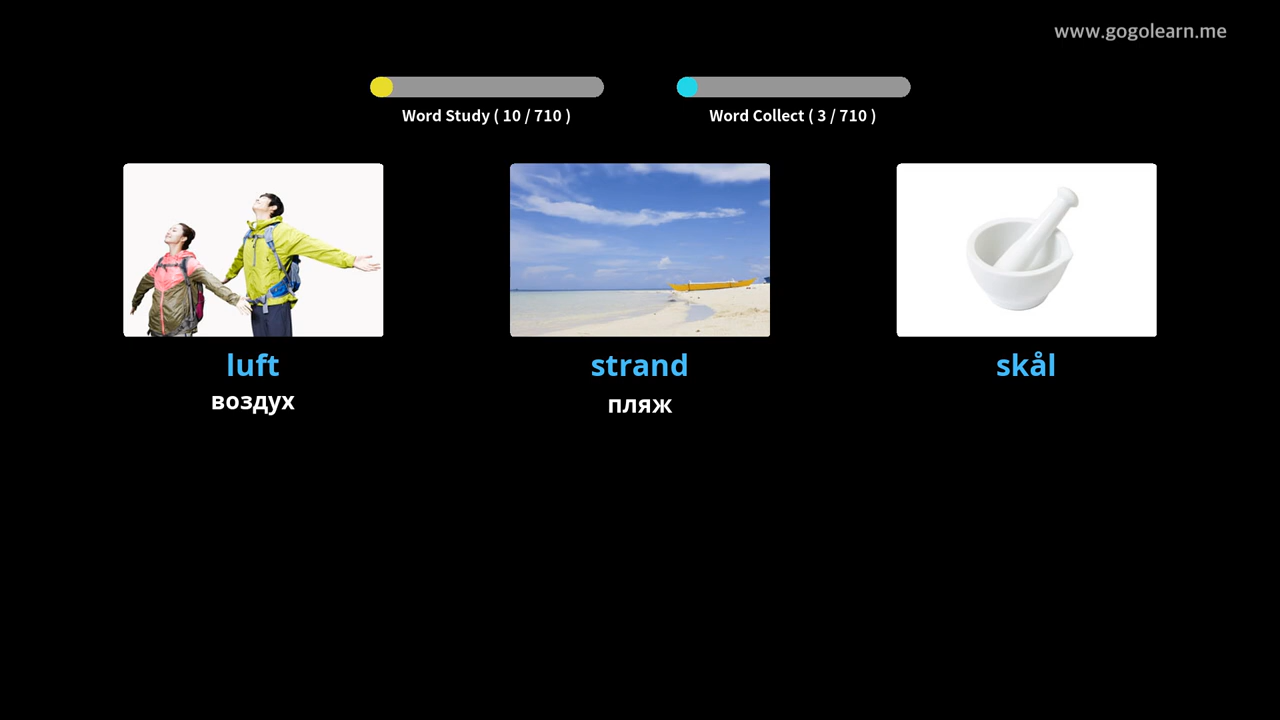 www.gogolearn.me
Word Study ( 10 / 710 )
Word Collect ( 3 / 710 )
luft
strand
skål
воздух
пляж